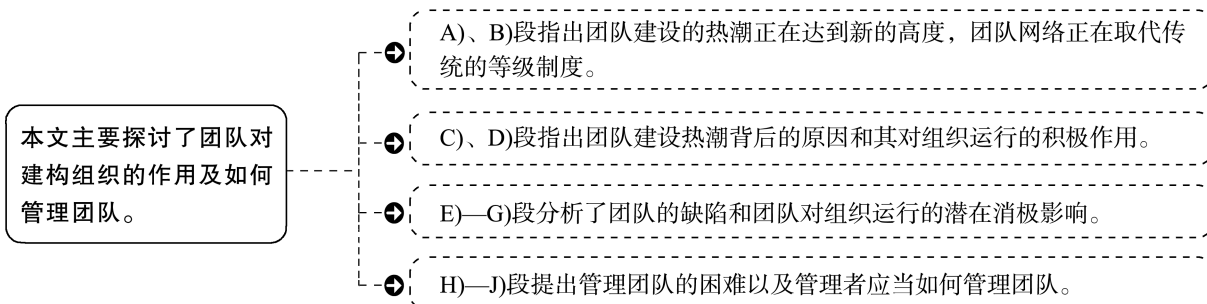 本文主要探讨了团队对
建构组织的作用及如何
管理团队。
A)、B)段指出团队建设的热潮正在达到新的高度，团队网络正在取代传
统的等级制度。
C)、D)段指出团队建设热潮背后的原因和其对组织运行的积极作用。
E)—G)段分析了团队的缺陷和团队对组织运行的潜在消极影响。
H)—J)段提出管理团队的困难以及管理者应当如何管理团队。